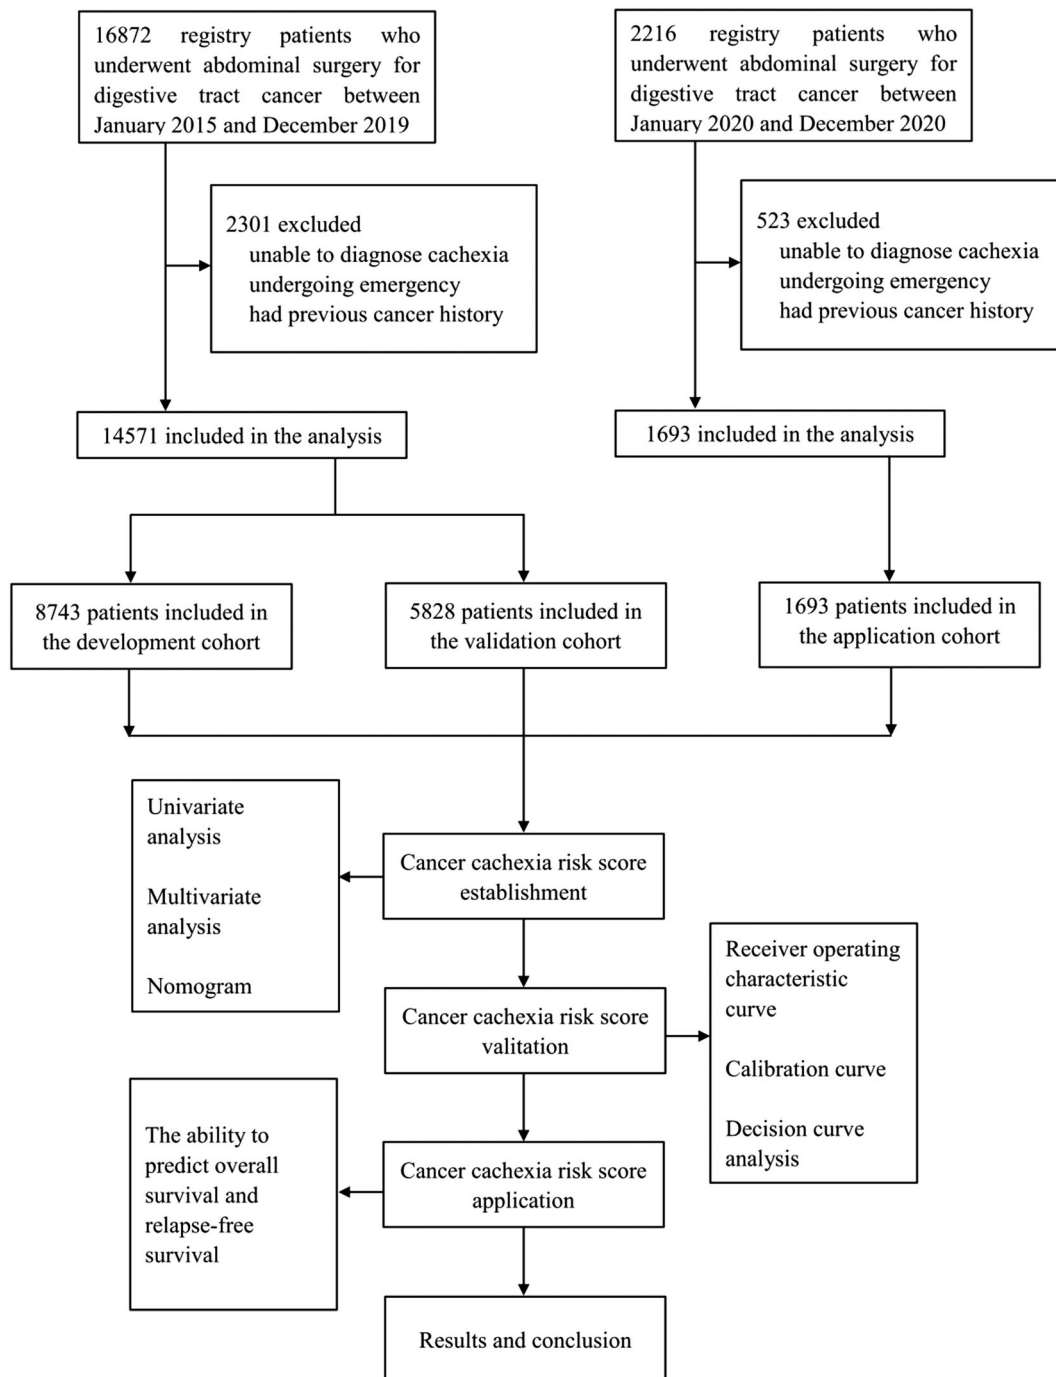 16872 registry patients who
underwent abdominal surgery for
digestive tract cancer between
January 2015 and December 2019
2216 registry patients who
underwent abdominal surgery for
digestive tract cancer between
January 2020 and December 2020
2301 excluded
unable to diagnose cachexia
undergoing emergency
had previous cancer history
523 excluded
unable to diagnose cachexia
undergoing emergency
had previous cancer history
14571 included in the analysis
1693 included in the analysis
8743 patients included in
the development cohort
5828 patients included in
the validation cohort
1693 patients included in
the application cohort
Univariate
analysis
Multivariate
analysis
Nomogram
Cancer cachexia risk score
establishment
Receiver operating
characteristic
curve
Calibration curve
Decision curve
analysis
Cancer cachexia risk score
valitation
The ability to
predict overall
survival and
relapse-free
survival
Cancer cachexia risk score
application
Results and conclusion